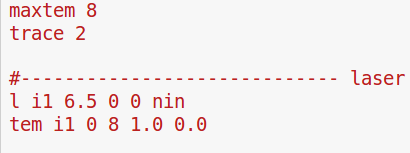 maxtem 8
trace 2
#----------------------------- laser
l i1 6.5 0 0 nin
tem i1 0 8 1.0 0.0